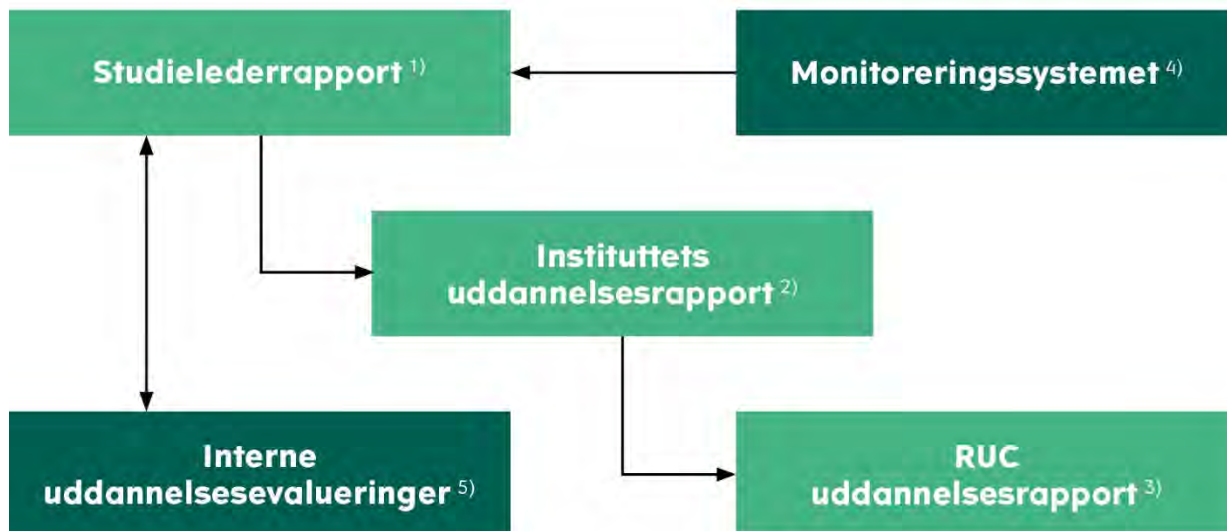 Studielederrapport 1)
Monitoreringssystemet 4)
Instituttets
uddannelsesrapport 2)
Interne
uddannelsesevalueringer 5)
RUC
uddannelsesrapport 3)